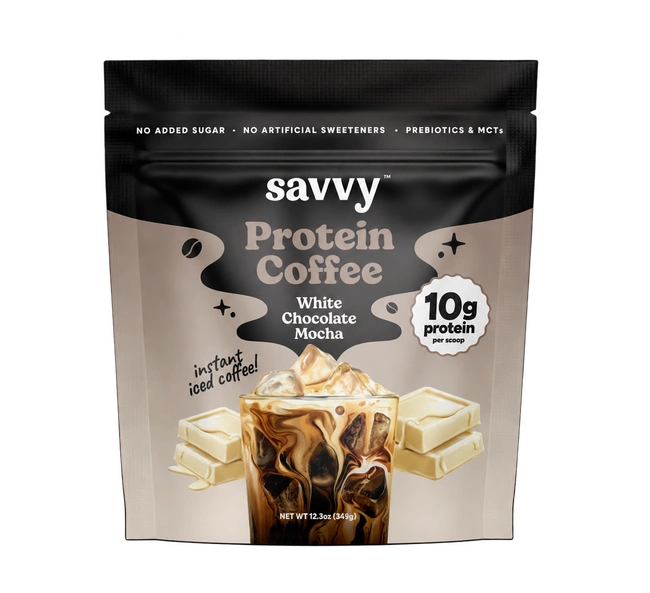 NO ADDED SUGAR • NO ARTIFICIAL SWEETENERS • PREBIOTICS & MCTs
savvy™
Protein
Coffee
White
Chocolate
Mocha
10g
protein
per scoop
instant
iced coffee!
NET WT 12.3oz (349g)